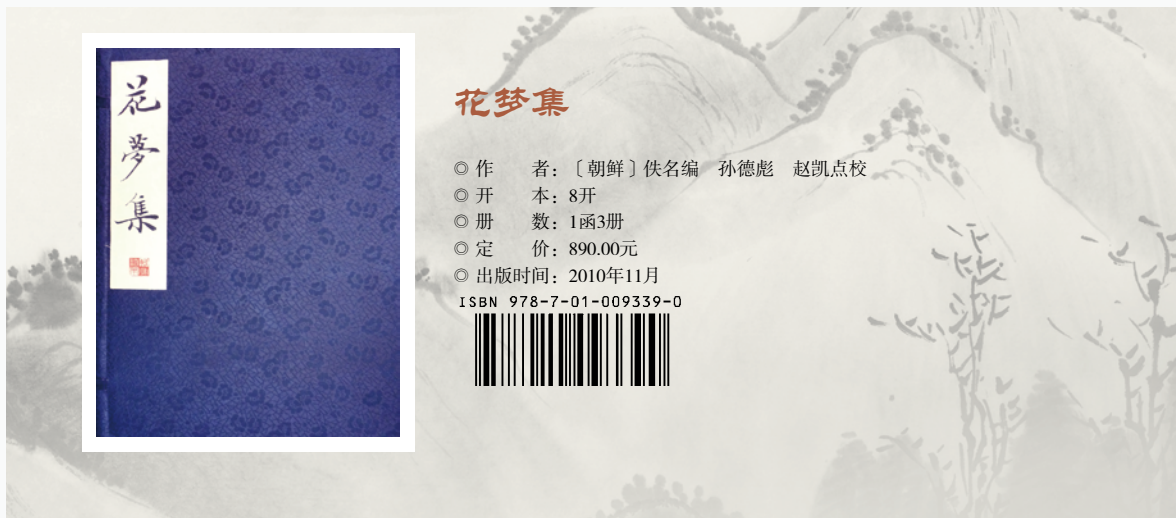 花夢集
花梦集
◎ 作　　者：〔朝鲜〕佚名编　孙德彪　赵凯点校
◎ 开　　本：8开
◎ 册　　数：1函3册
◎ 定　　价：890.00元
◎ 出版时间：2010年11月
ISBN 978-7-01-009339-0